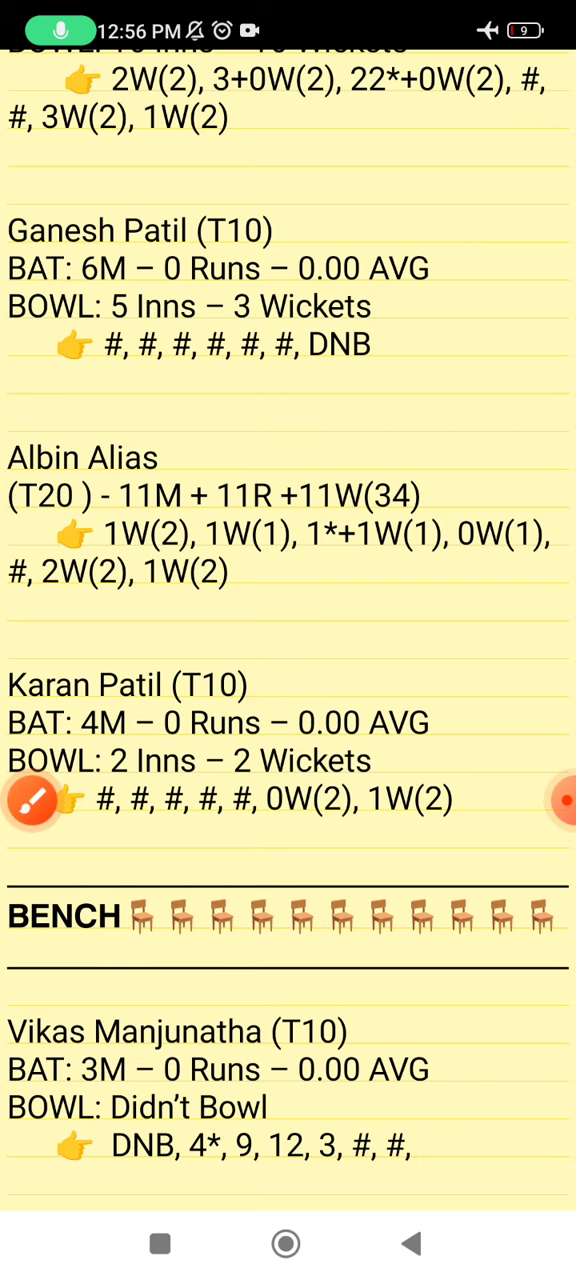 12:56 PM
9
2W(2), 3+0W(2), 22*+0W(2), #,
#, 3W(2), 1W(2)
Ganesh Patil (T10)
BAT: 6M – 0 Runs – 0.00 AVG
BOWL: 5 Inns – 3 Wickets
👉 #, #, #, #, #, #, DNB
Albin Alias
(T20 ) - 11M + 11R +11W(34)
👉 1W(2), 1W(1), 1*+1W(1), 0W(1),
#, 2W(2), 1W(2)
Karan Patil (T10)
BAT: 4M – 0 Runs – 0.00 AVG
BOWL: 2 Inns – 2 Wickets
#, #, #, #, #, 0W(2), 1W(2)
BENCH
Vikas Manjunatha (T10)
BAT: 3M – 0 Runs – 0.00 AVG
BOWL: Didn’t Bowl
👉 DNB, 4*, 9, 12, 3, #, #,